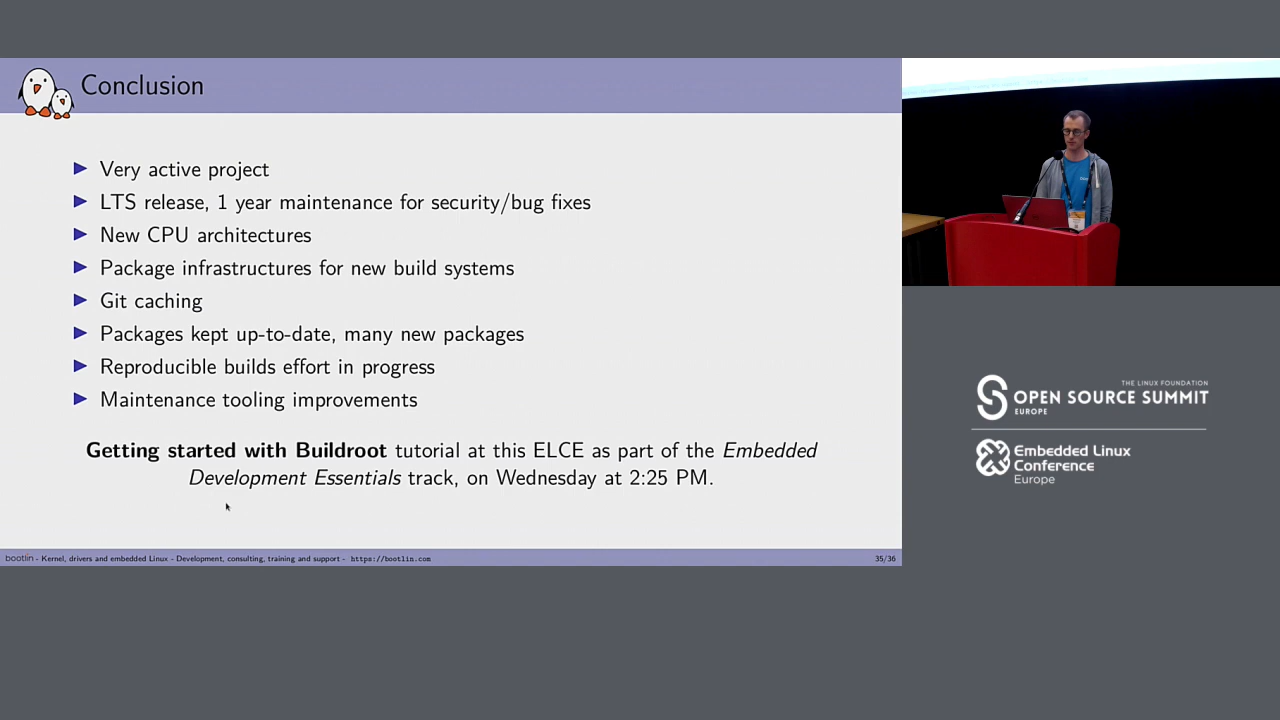 Conclusion
Very active project
LTS release, 1 year maintenance for security/bug fixes
New CPU architectures
Package infrastructures for new build systems
Git caching
Packages kept up-to-date, many new packages
Reproducible builds effort in progress
Maintenance tooling improvements
Getting started with Buildroot tutorial at this ELCE as part of the Embedded
Development Essentials track, on Wednesday at 2:25 PM.
bootlin - Kernel, drivers and embedded Linux - Development, consulting, training and support - https://bootlin.com
35/36
THE LINUX FOUNDATION
OPEN SOURCE SUMMIT
EUROPE
Embedded Linux
Conference
Europe